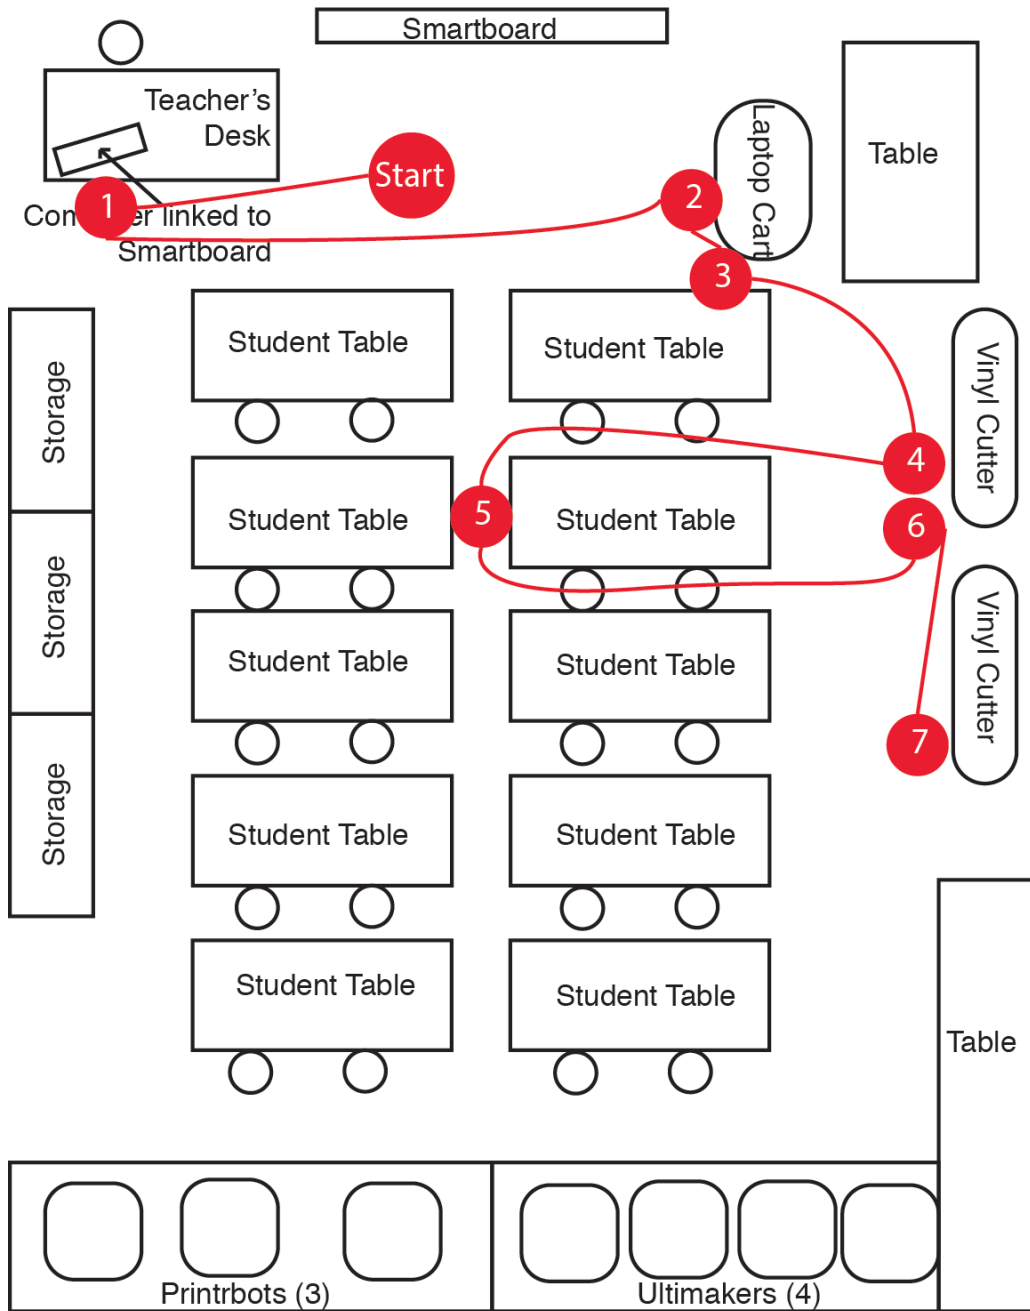 Smartboard
Teacher's
Desk
Start
1
linked to
Smartboard
2
Laptop Cart
Table
3
Student Table
Student Table
Storage
Vinyl Cutter
4
5
Student Table
Student Table
6
Storage
Vinyl Cutter
Student Table
Student Table
7
Storage
Student Table
Student Table
Student Table
Student Table
Table
Printrbots (3)
Ultimakers (4)